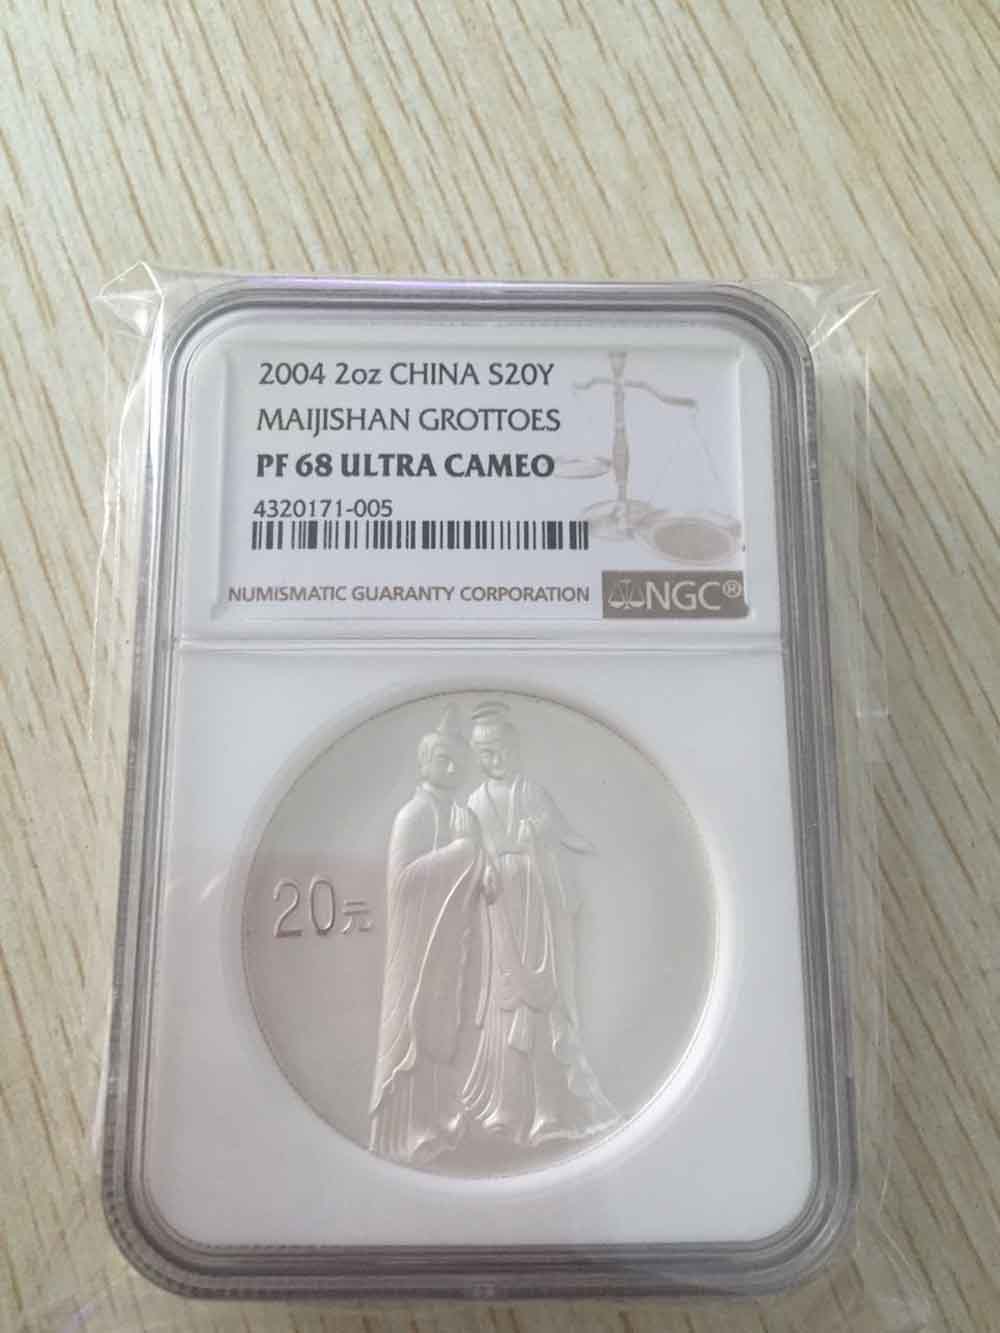 2004 2oz CHINA S20Y
MAIJISHAN GROTTOES
PF 68 ULTRA CAMEO
4320171-005
NUMISMATIC GUARANTY CORPORATION
NGC®
20元